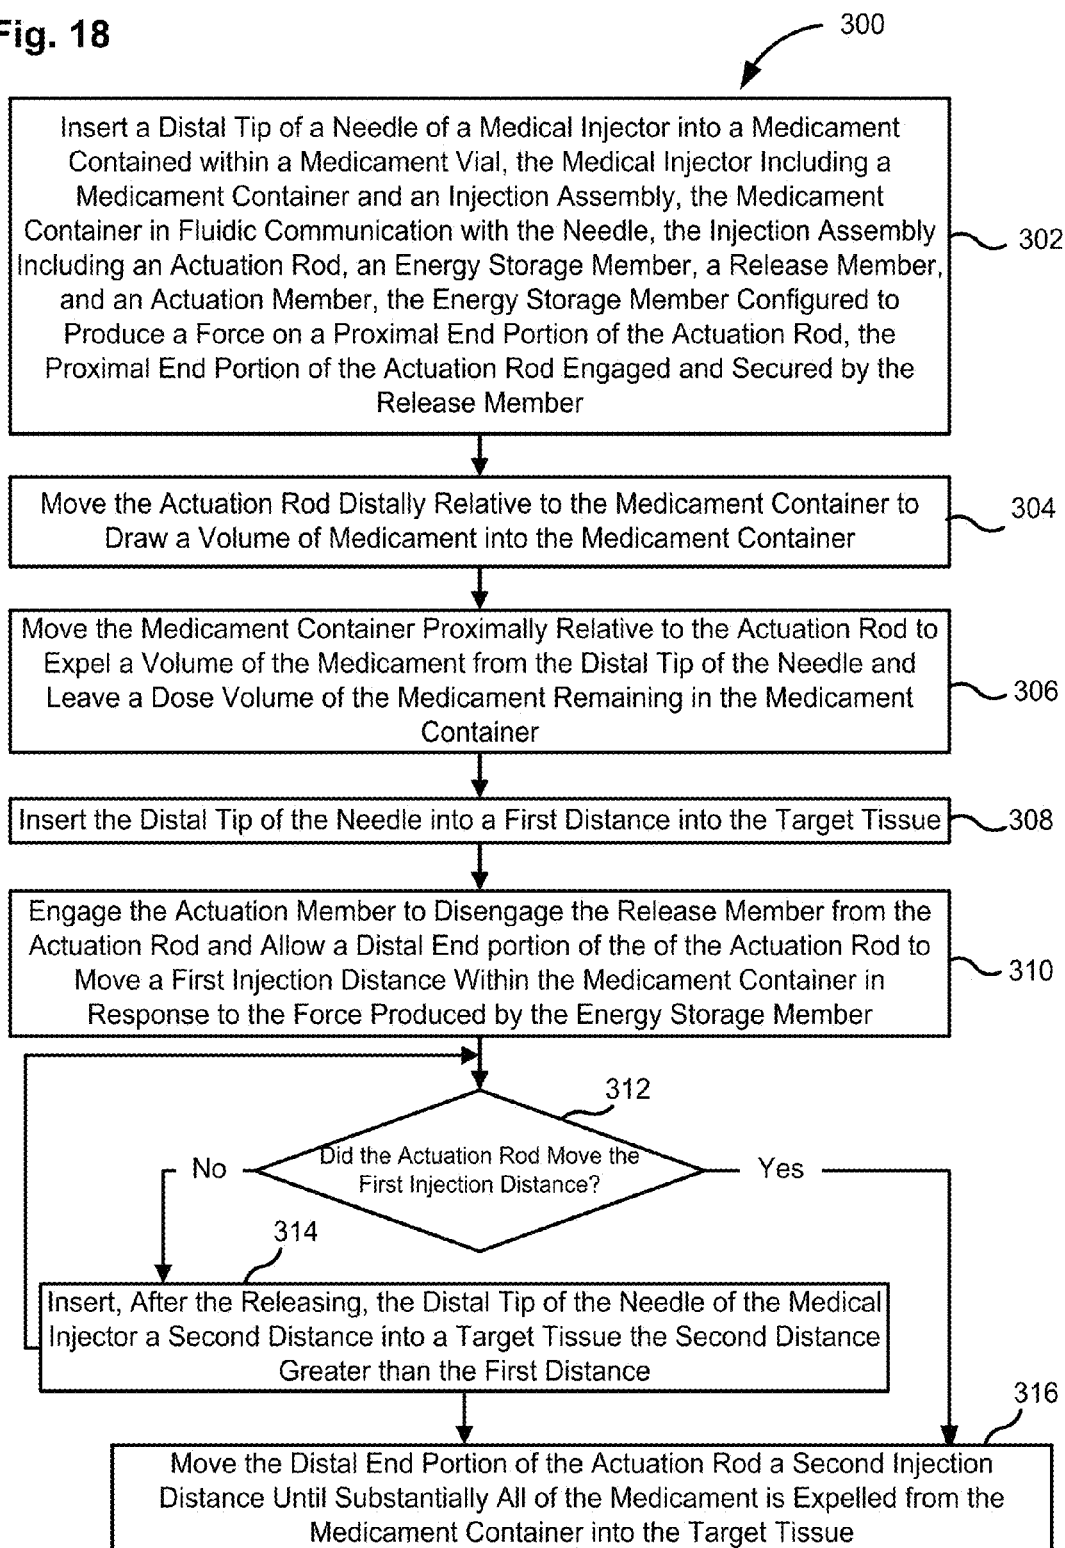 Fig. 18
300
Insert a Distal Tip of a Needle of a Medical Injector into a Medicament
Contained within a Medicament Vial, the Medical Injector Including a
Medicament Container and an Injection Assembly, the Medicament
Container in Fluidic Communication with the Needle, the Injection Assembly
Including an Actuation Rod, an Energy Storage Member, a Release Member,
and an Actuation Member, the Energy Storage Member Configured to
Produce a Force on a Proximal End Portion of the Actuation Rod, the
Proximal End Portion of the Actuation Rod Engaged and Secured by the
Release Member
302
Move the Actuation Rod Distally Relative to the Medicament Container to
Draw a Volume of Medicament into the Medicament Container
304
Move the Medicament Container Proximally Relative to the Actuation Rod to
Expel a Volume of the Medicament from the Distal Tip of the Needle and
Leave a Dose Volume of the Medicament Remaining in the Medicament
Container
306
Insert the Distal Tip of the Needle into a First Distance into the Target Tissue
308
Engage the Actuation Member to Disengage the Release Member from the
Actuation Rod and Allow a Distal End portion of the of the Actuation Rod to
Move a First Injection Distance Within the Medicament Container in
Response to the Force Produced by the Energy Storage Member
310
312
Did the Actuation Rod Move the
First Injection Distance?
No
Yes
314
Insert, After the Releasing, the Distal Tip of the Needle of the Medical
Injector a Second Distance into a Target Tissue the Second Distance
Greater than the First Distance
316
Move the Distal End Portion of the Actuation Rod a Second Injection
Distance Until Substantially All of the Medicament is Expelled from the
Medicament Container into the Target Tissue